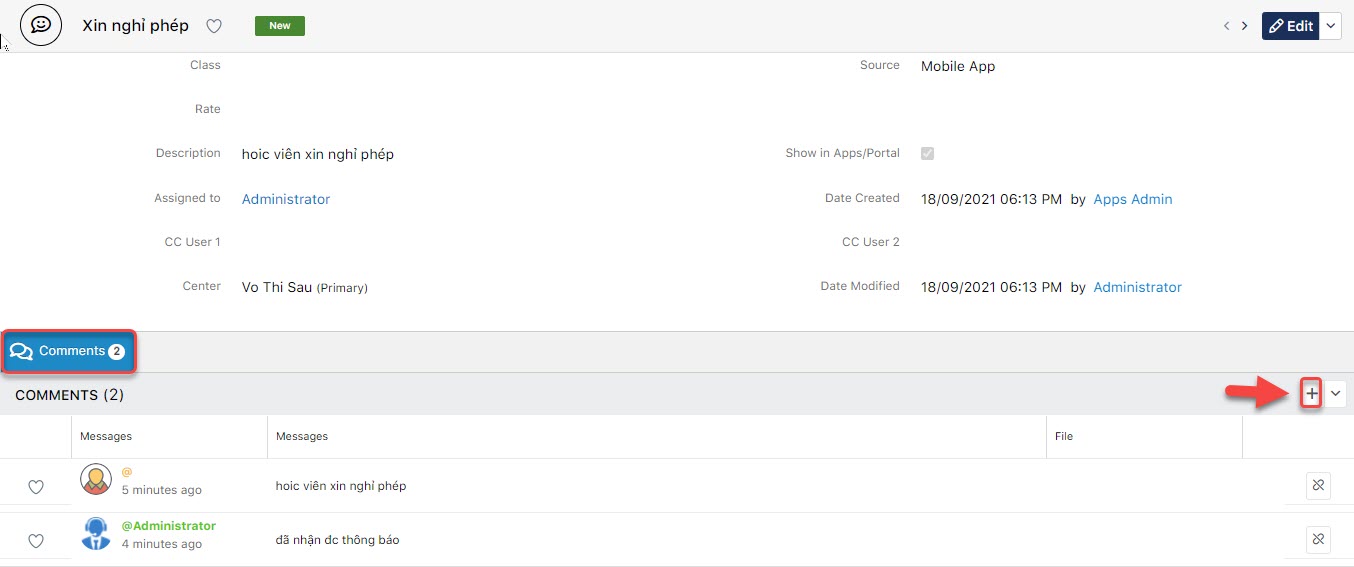 Xin nghỉ phép New Edit
Class Source Mobile App
Rate
Description hoic viên xin nghỉ phép Show in Apps/Portal
Assigned to Administrator Date Created 18/09/2021 06:13 PM by Apps Admin
CC User 1 CC User 2
Center Vo Thi Sau (Primary) Date Modified 18/09/2021 06:13 PM by Administrator
Comments 2
COMMENTS (2)
Messages Messages File
@
5 minutes ago hoic viên xin nghỉ phép
@Administrator
4 minutes ago đã nhận dc thông báo